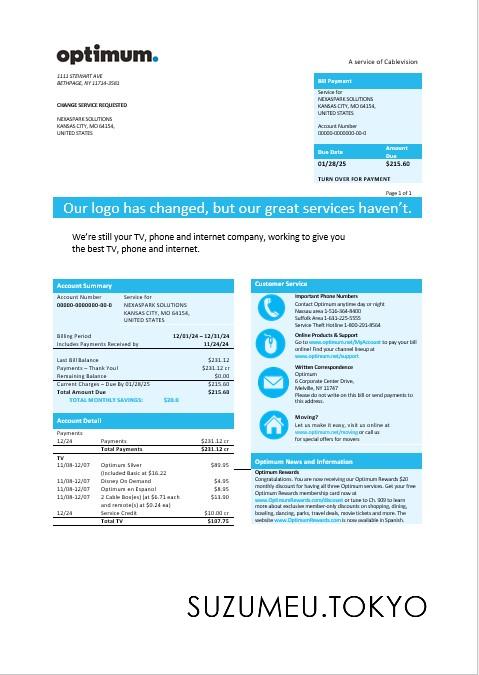 optimum.
A service of Cablevision
1111 STEWART AVE
BETHPAGE, NY 11714-3581
CHANGE SERVICE REQUESTED
NEXASPARK SOLUTIONS
KANSAS CITY, MO 64154,
UNITED STATES
Bill Payment
Service for
NEXASPARK SOLUTIONS
KANSAS CITY, MO 64154,
UNITED STATES
Account Number
00000-0000000-00-0
Due Date Amount Due
01/28/25 $215.60
TURN OVER FOR PAYMENT
Page 1 of 1
Our logo has changed, but our great services haven't.
We're still your TV, phone and internet company, working to give you
the best TV, phone and internet.
Account Summary
Account Number Service for
00000-0000000-00-0 NEXASPARK SOLUTIONS
KANSAS CITY, MO 64154,
UNITED STATES
Billing Period 12/01/24 – 12/31/24
Includes Payments Received by 11/24/24
Last Bill Balance $231.12
Payments – Thank You! $231.12 cr
Remaining Balance $0.00
Current Charges – Due By 01/28/25 $215.60
Total Amount Due $215.60
TOTAL MONTHLY SAVINGS: $20.0
Account Detail
Payments
12/24 Payments $231.12 cr
Total Payments $231.12 cr
TV
11/08-12/07 Optimum Silver $89.95
(Included Basic at $16.22
11/08-12/07 Disney On Demand $4.95
11/08-12/07 Optimum en Espanol $8.95
11/08-12/07 2 Cable Box(es) (at $6.71 each $13.90
and remote(s) at $0.24 ea)
12/24 Service Credit $10.00 cr
Total TV $107.75
Customer Service
Important Phone Numbers
Contact Optimum anytime day or night
Nassau area 1-516-364-8400
Suffolk Area 1-631-225-5555
Service Theft Hotline 1-800-291-8564
Online Products & Support
Go to www.optimum.net/MyAccount to pay your bill
online! Find your channel lineup at
www.optimum.net/support
Written Correspondence
Optimum
6 Corporate Center Drive,
Melville, NY 11747
Please do not write on this bill or send payments to
this address.
Moving?
Let us make it easy, visit us online at
www.optimum.net/moving or call us
for special offers for movers
Optimum News and Information
Optimum Rewards
Congratulations. You are now receiving our Optimum Rewards $20
monthly discount for having all three Optimum services. Get your free
Optimum Rewards membership card now at
www.OptimumRewards.com/discount or tune to Ch. 909 to learn
more about exclusive member-only discounts on shopping, dining,
bowling, dancing, parks, travel deals, movie tickets and more. The
website www.OptimumRewards.com is now available in Spanish.
SUZUMEU.TOKYO